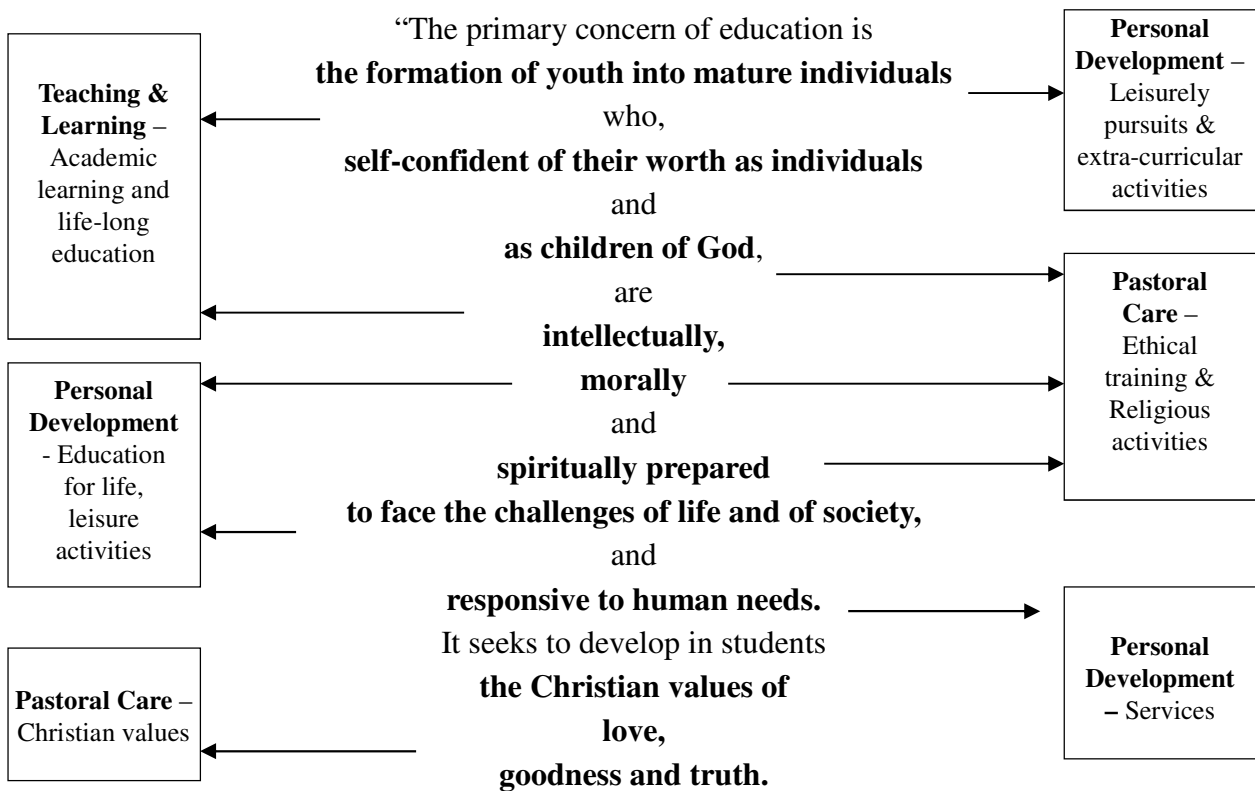 “The primary concern of education is
the formation of youth into mature individuals
who,
self-confident of their worth as individuals
and
as children of God,
are
intellectually,
morally
and
spiritually prepared
to face the challenges of life and of society,
and
responsive to human needs.
It seeks to develop in students
the Christian values of
love,
goodness and truth.
Teaching &
Learning –
Academic
learning and
life-long
education
Personal
Development
- Education
for life,
leisure
activities
Pastoral Care –
Christian values
Personal
Development –
Leisurely
pursuits &
extra-curricular
activities
Pastoral
Care –
Ethical
training &
Religious
activities
Personal
Development
– Services